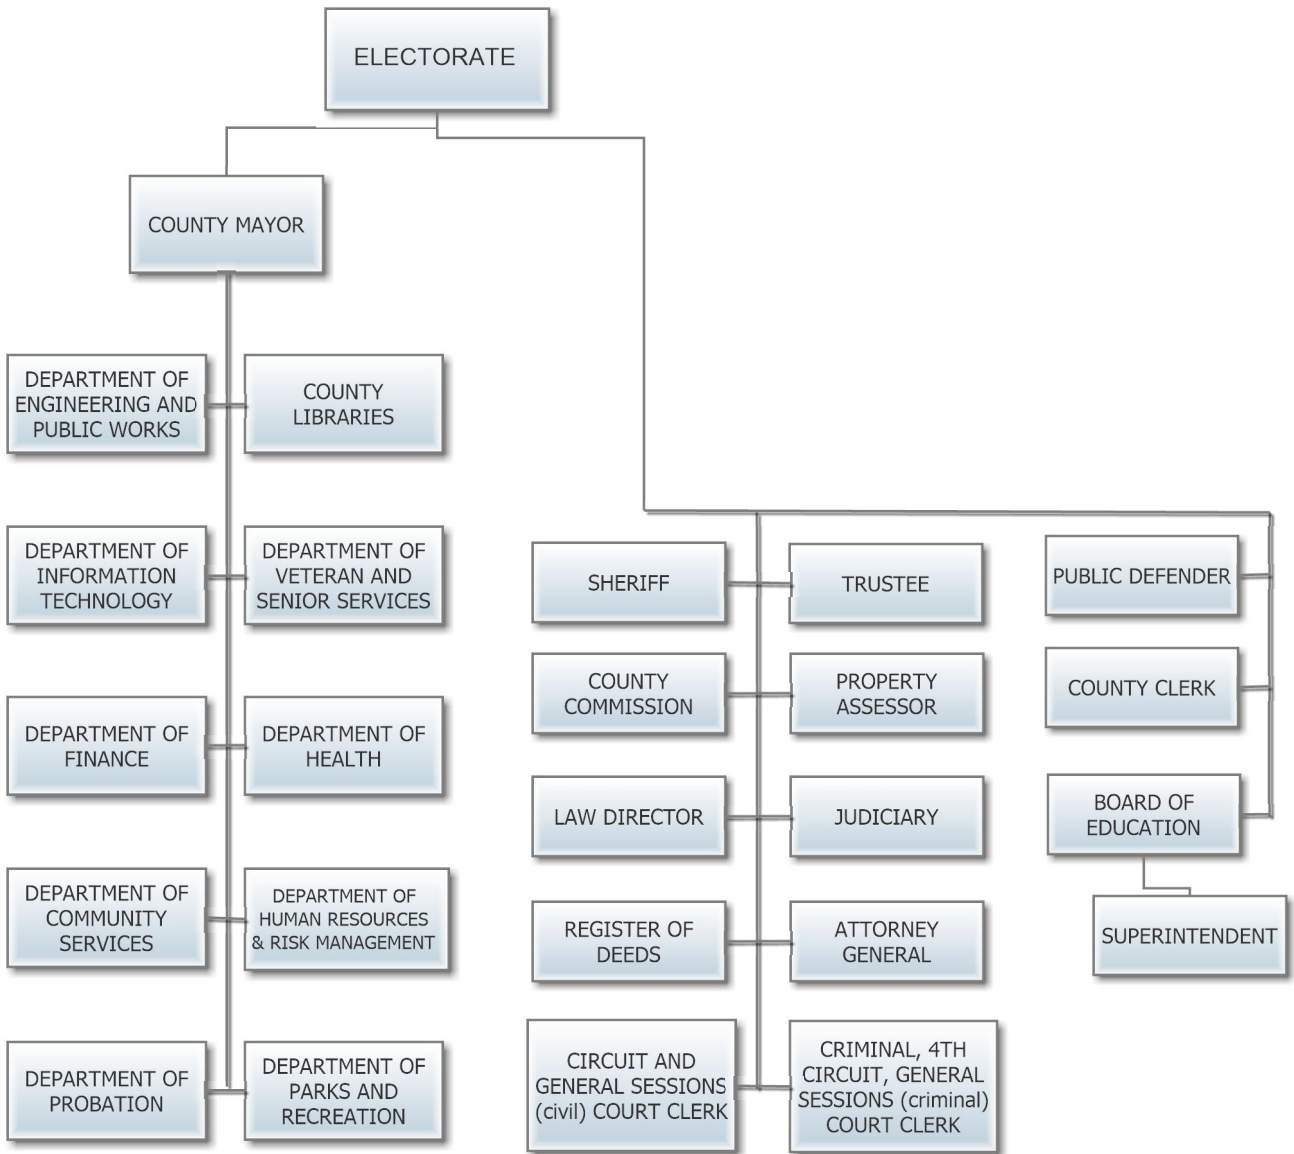 ELECTORATE
COUNTY MAYOR
DEPARTMENT OF
ENGINEERING AND
PUBLIC WORKS
COUNTY
LIBRARIES
DEPARTMENT OF
INFORMATION
TECHNOLOGY
DEPARTMENT OF
VETERAN AND
SENIOR SERVICES
DEPARTMENT OF
FINANCE
DEPARTMENT OF
HEALTH
DEPARTMENT OF
COMMUNITY
SERVICES
DEPARTMENT OF
HUMAN RESOURCES
& RISK MANAGEMENT
DEPARTMENT OF
PROBATION
DEPARTMENT OF
PARKS AND
RECREATION
SHERIFF
TRUSTEE
COUNTY
COMMISSION
PROPERTY
ASSESSOR
LAW DIRECTOR
JUDICIARY
REGISTER OF
DEEDS
ATTORNEY
GENERAL
CIRCUIT AND
GENERAL SESSIONS
(civil) COURT CLERK
CRIMINAL, 4TH
CIRCUIT, GENERAL
SESSIONS (criminal)
COURT CLERK
PUBLIC DEFENDER
COUNTY CLERK
BOARD OF
EDUCATION
SUPERINTENDENT